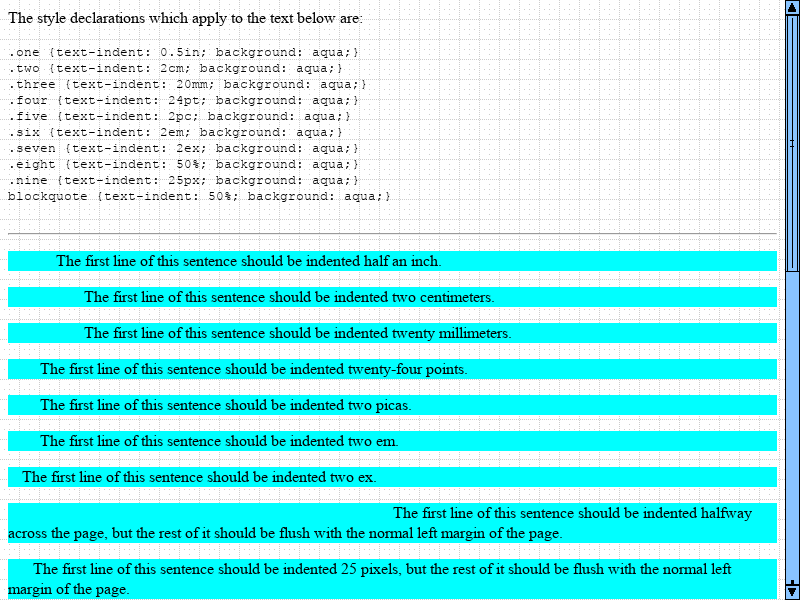 The style declarations which apply to the text below are:
.one {text-indent: 0.5in; background: aqua;}
.two {text-indent: 2cm; background: aqua;}
.three {text-indent: 20mm; background: aqua;}
.four {text-indent: 24pt; background: aqua;}
.five {text-indent: 2pc; background: aqua;}
.six {text-indent: 2em; background: aqua;}
.seven {text-indent: 2ex; background: aqua;}
.eight {text-indent: 50%; background: aqua;}
.nine {text-indent: 25px; background: aqua;}
blockquote {text-indent: 50%; background: aqua;}
The first line of this sentence should be indented half an inch.
The first line of this sentence should be indented two centimeters.
The first line of this sentence should be indented twenty millimeters.
The first line of this sentence should be indented twenty-four points.
The first line of this sentence should be indented two picas.
The first line of this sentence should be indented two em.
The first line of this sentence should be indented two ex.
The first line of this sentence should be indented halfway
across the page, but the rest of it should be flush with the normal left margin of the page.
The first line of this sentence should be indented 25 pixels, but the rest of it should be flush with the normal left
margin of the page.